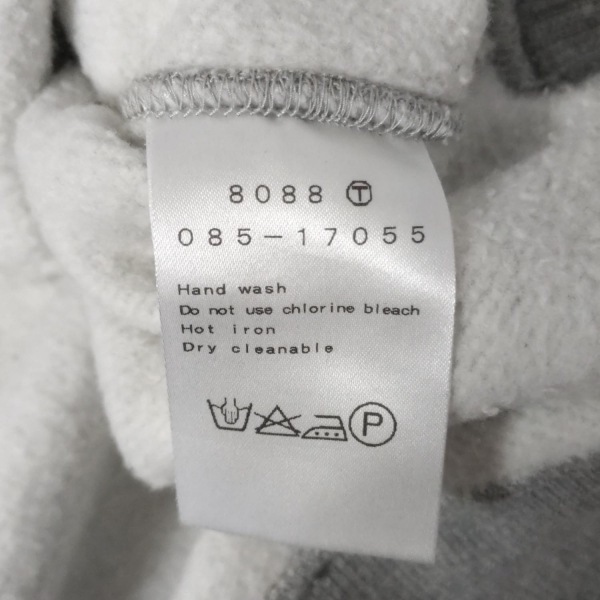 8088 Ⓣ
085-17055
Hand wash
Do not use chlorine bleach
Hot iron
Dry cleanable
P